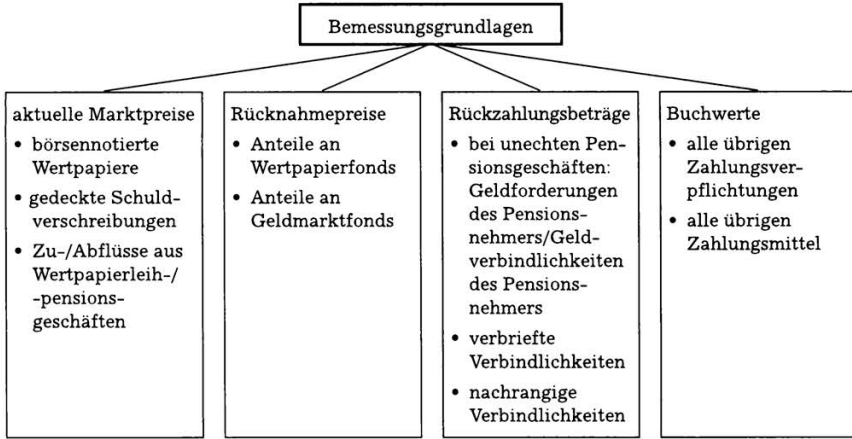 Bemessungsgrundlagen
aktuelle Marktpreise
• börsennotierte
Wertpapiere
• gedeckte Schuld-
verschreibungen
• Zu-/Abflüsse aus
Wertpapierleih-/
-pensions-
geschäften
Rücknahmepreise
• Anteile an
Wertpapierfonds
• Anteile an
Geldmarktfonds
Rückzahlungsbeträge
• bei unechten Pen-
sionsgeschäften:
Geldforderungen
des Pensions-
nehmers/Geld-
verbindlichkeiten
des Pensions-
nehmers
• verbriefte
Verbindlichkeiten
• nachrangige
Verbindlichkeiten
Buchwerte
• alle übrigen
Zahlungsver-
pflichtungen
• alle übrigen
Zahlungsmittel